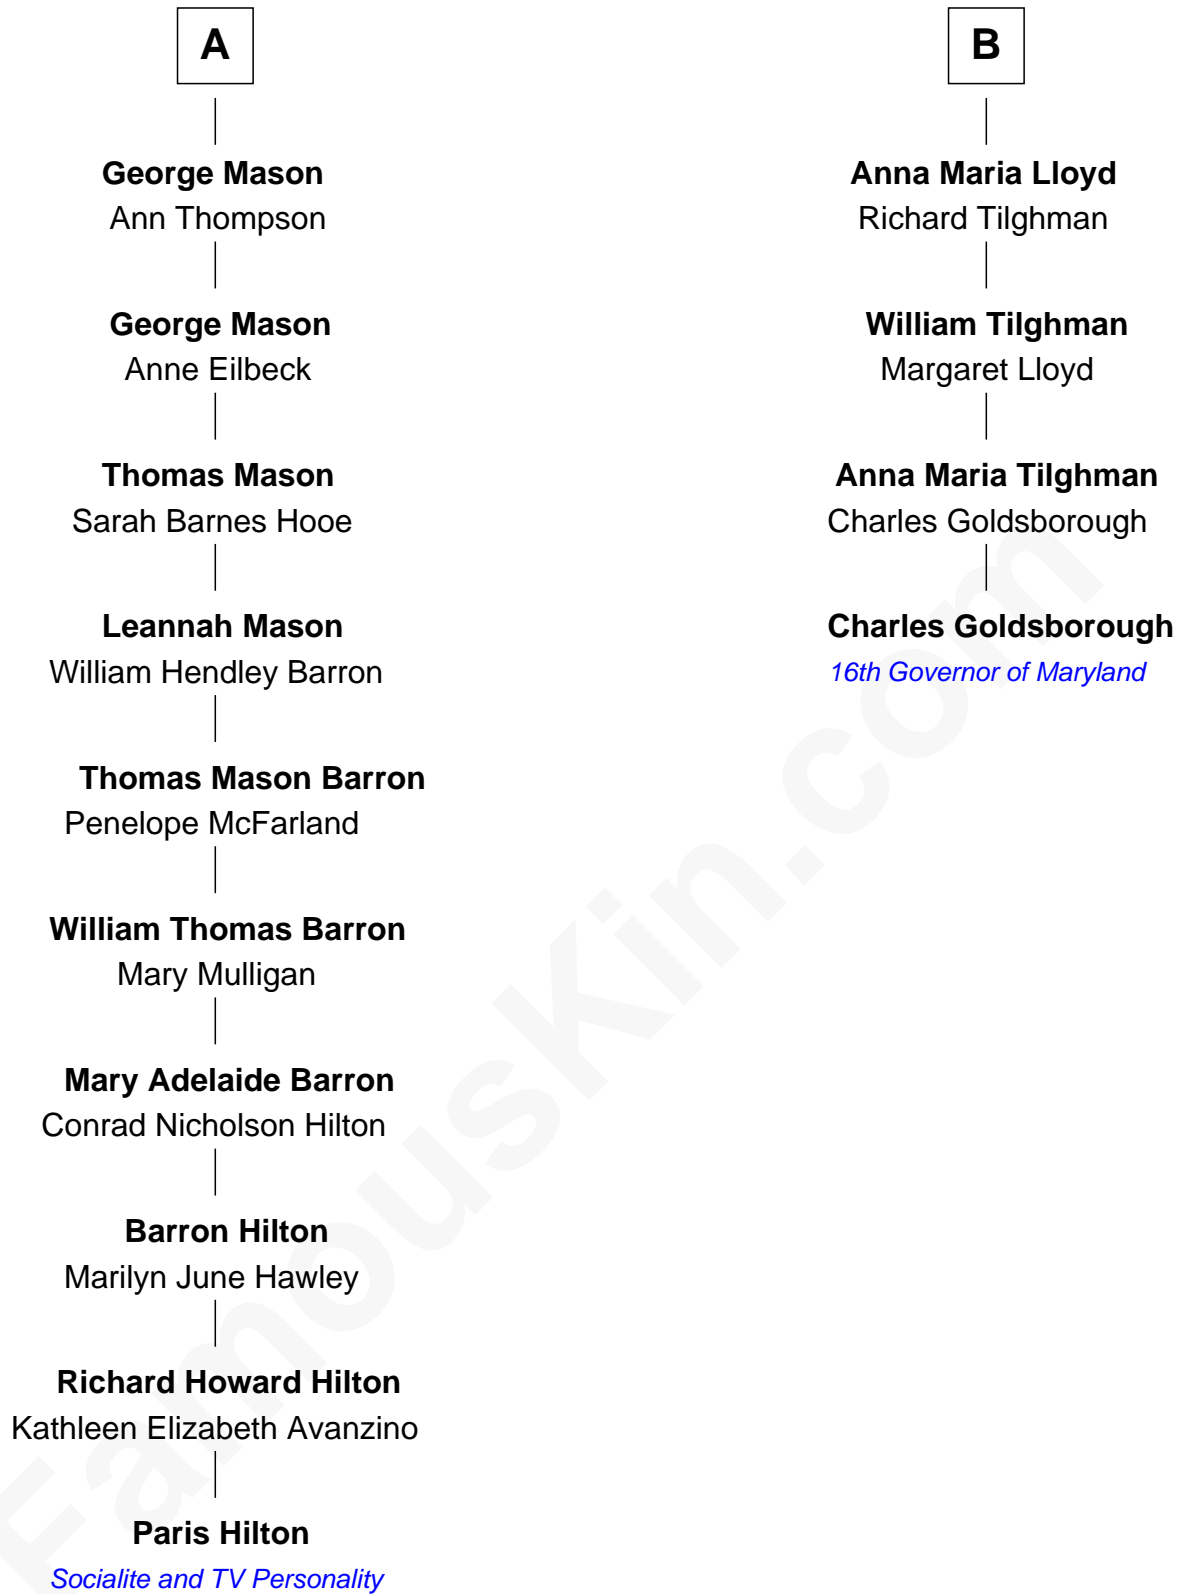 A
George Mason
Ann Thompson
George Mason
Anne Eilbeck
Thomas Mason
Sarah Barnes Hooe
Leannah Mason
William Hendley Barron
Thomas Mason Barron
Penelope McFarland
William Thomas Barron
Mary Mulligan
Mary Adelaide Barron
Conrad Nicholson Hilton
Barron Hilton
Marilyn June Hawley
Richard Howard Hilton
Kathleen Elizabeth Avanzino
Paris Hilton
Socialite and TV Personality
B
Anna Maria Lloyd
Richard Tilghman
William Tilghman
Margaret Lloyd
Anna Maria Tilghman
Charles Goldsborough
Charles Goldsborough
16th Governor of Maryland
FamousKin.com